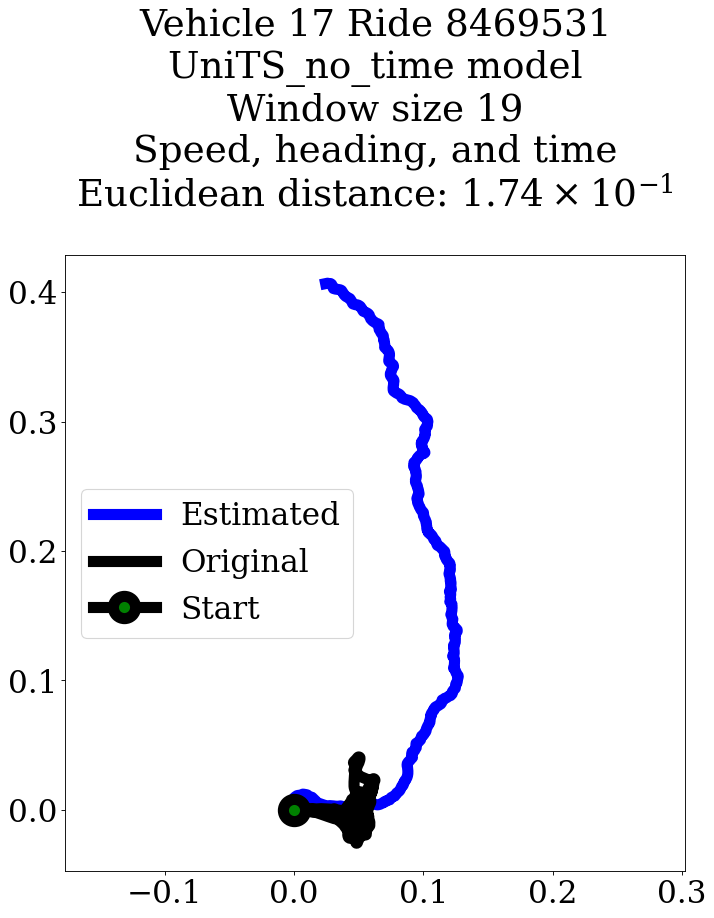 Vehicle 17 Ride 8469531
UniTS_no_time model
Window size 19
Speed, heading, and time
Euclidean distance: 1.74 × 10⁻¹
0.4
0.3
0.2
0.1
0.0
Estimated
Original
Start
−0.1
0.0
0.1
0.2
0.3